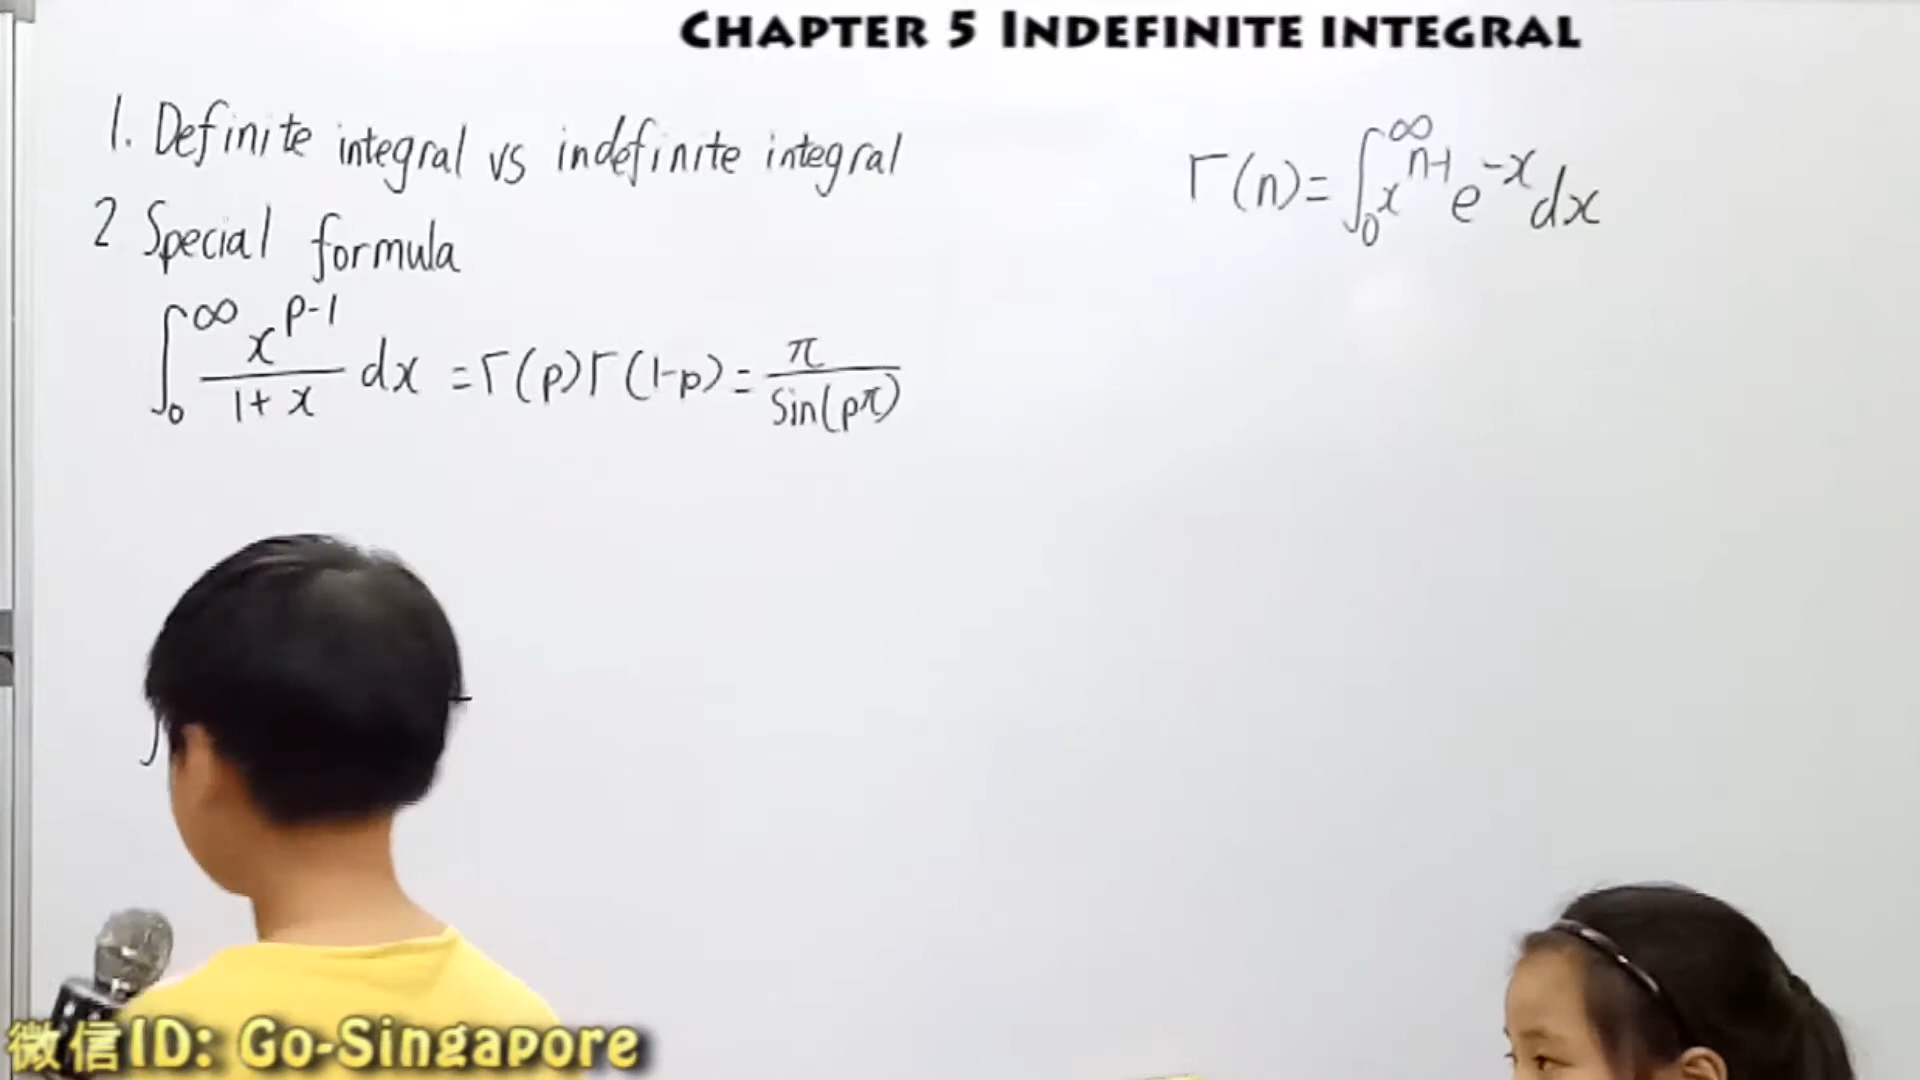 CHAPTER 5 INDEFINITE INTEGRAL
1. Definite integral vs indefinite integral
2 Special formula
∫₀^∞ x^(p-1)/(1+x) dx = Γ(p)Γ(1-p) = π/Sin(pπ)
Γ(n) = ∫₀^∞ x^(n-1) e^(-x) dx
微信ID: Go-Singapore